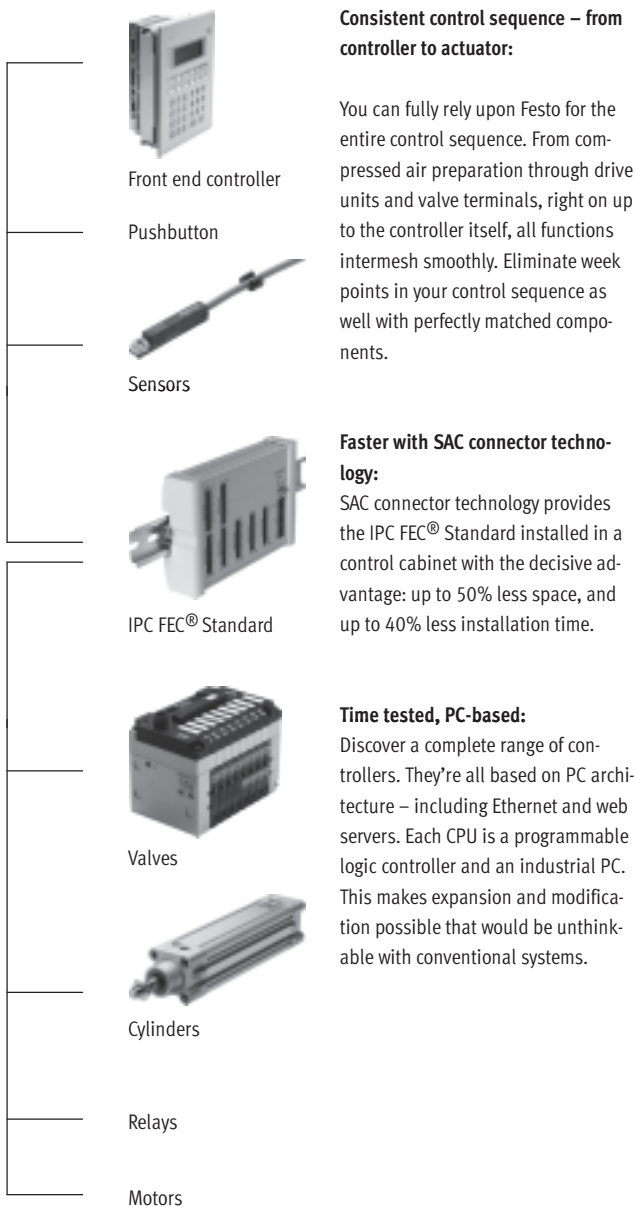 Front end controller
Pushbutton
Sensors
IPC FEC® Standard
Valves
Cylinders
Relays
Motors
Consistent control sequence – from
controller to actuator:
You can fully rely upon Festo for the
entire control sequence. From com-
pressed air preparation through drive
units and valve terminals, right on up
to the controller itself, all functions
intermesh smoothly. Eliminate week
points in your control sequence as
well with perfectly matched compo-
nents.
Faster with SAC connector techno-
logy:
SAC connector technology provides
the IPC FEC® Standard installed in a
control cabinet with the decisive ad-
vantage: up to 50% less space, and
up to 40% less installation time.
Time tested, PC-based:
Discover a complete range of con-
trollers. They’re all based on PC archi-
tecture – including Ethernet and web
servers. Each CPU is a programmable
logic controller and an industrial PC.
This makes expansion and modifica-
tion possible that would be unthink-
able with conventional systems.